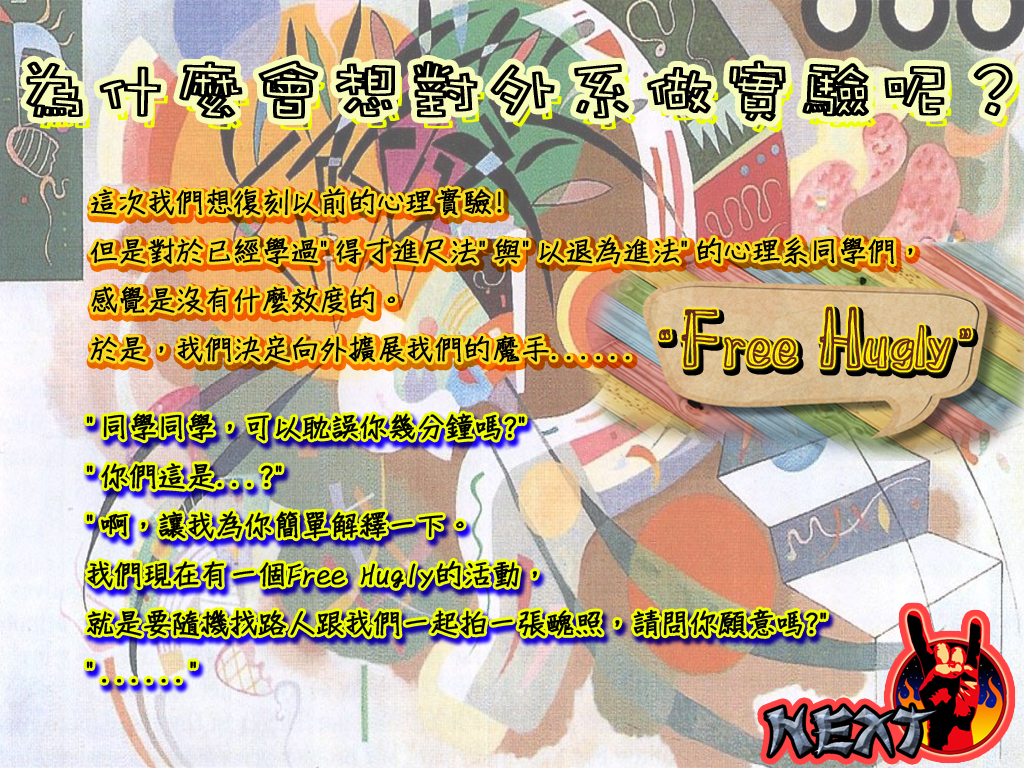 為什麼會想對外系做實驗呢?
這次我們想復刻以前的心理實驗!
但是對於已經學過"得才進尺法"與"以退為進法"的心理系同學們，
感覺是沒有什麼效度的。
於是，我們決定向外擴展我們的魔手......
"Free Hugly"
"同學同學，可以耽誤你幾分鐘嗎?"
"你們這是...?"
"啊，讓我為你簡單解釋一下。
我們現在有一個Free Hugly的活動，
就是要隨機找路人跟我們一起拍一張醜照，請問你願意嗎?"
"......"
NEXT